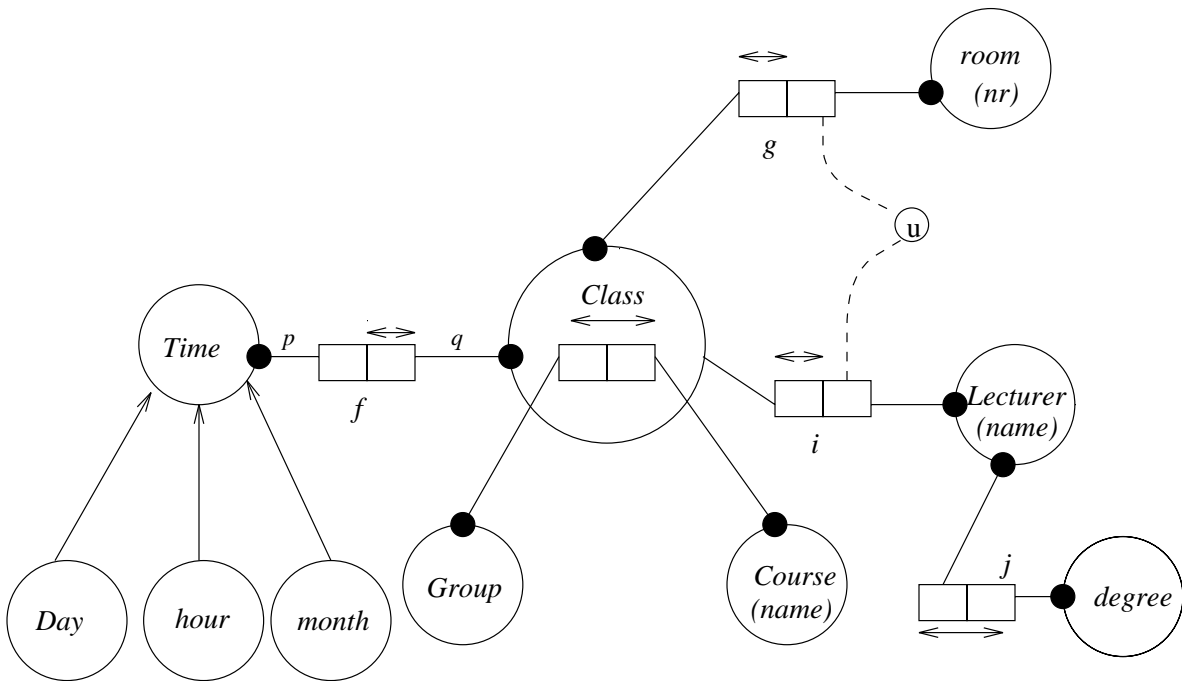 room
(nr)
g
u
Class
Time
p
q
f
Lecturer
(name)
i
Group
Course
(name)
j
degree
Day
hour
month